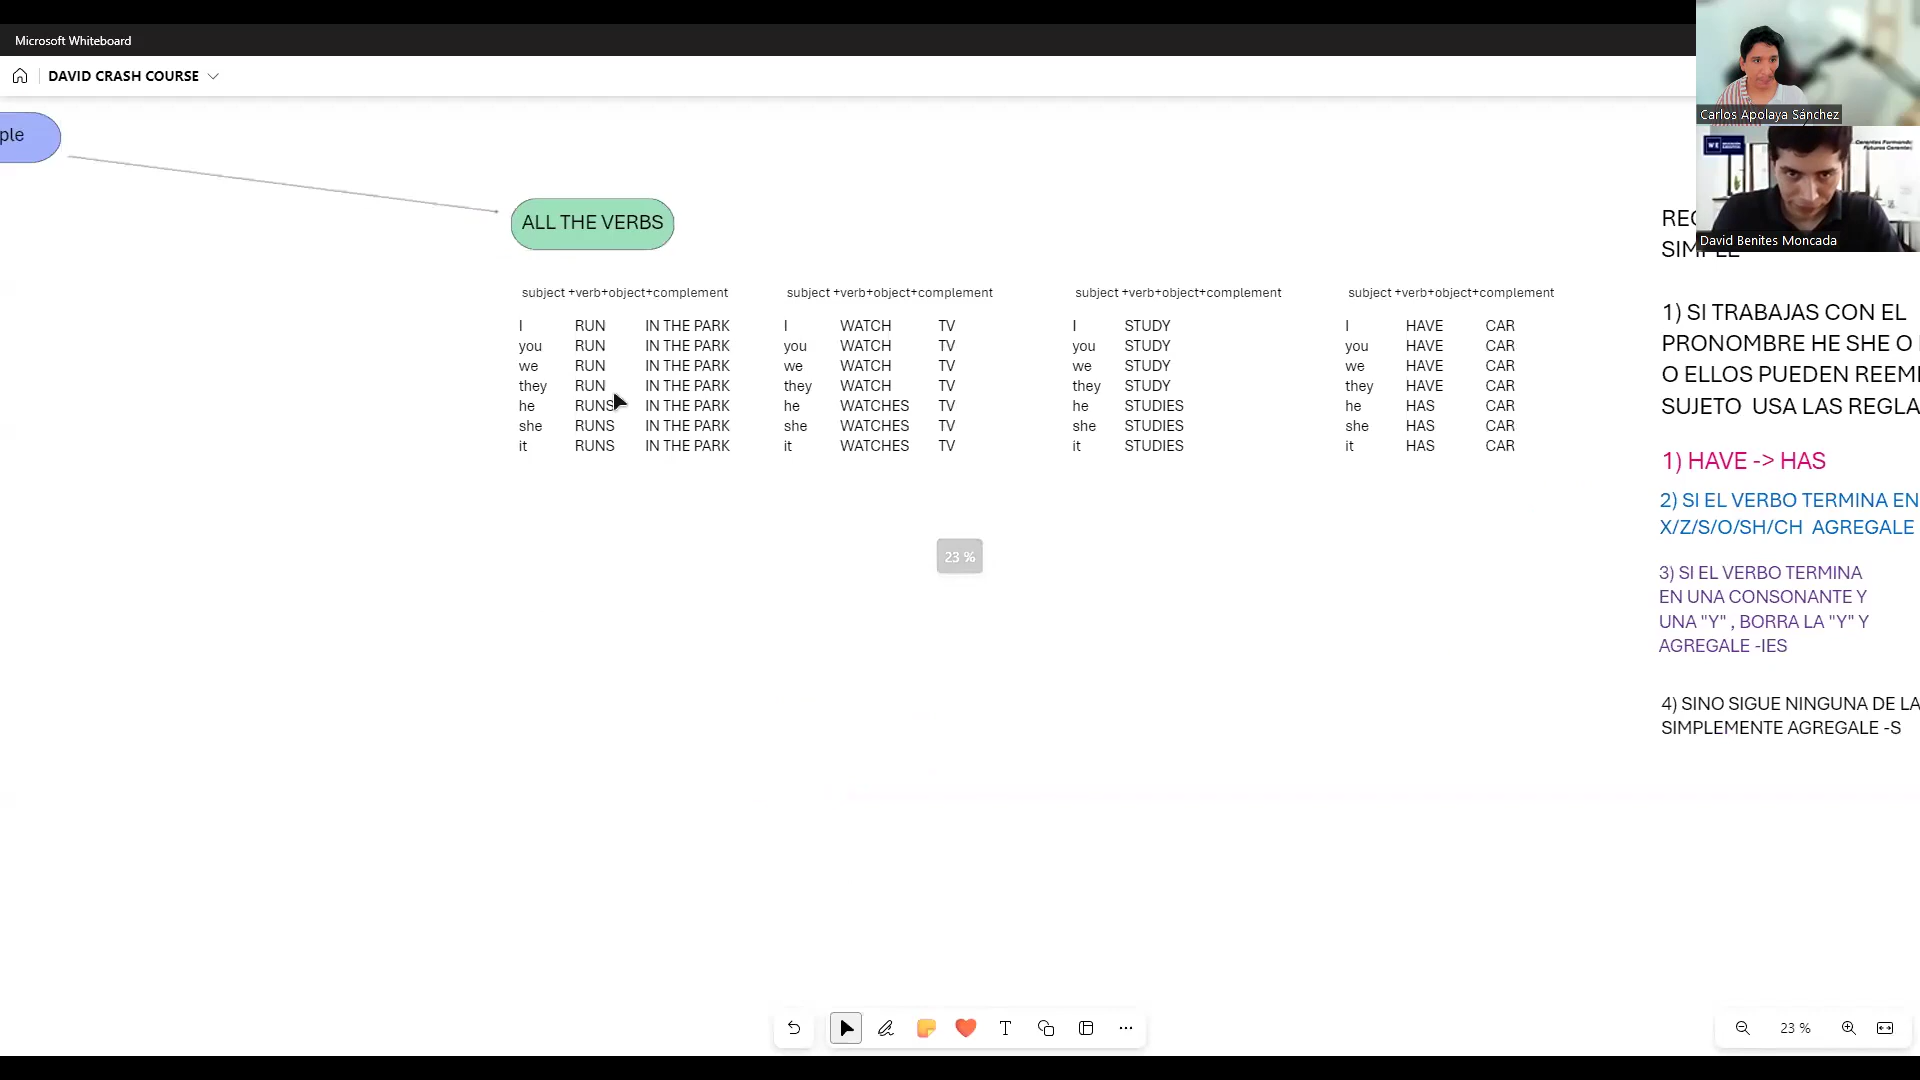 Microsoft Whiteboard
DAVID CRASH COURSE
Carlos Apolaya Sánchez
David Benites Moncada
WE
Gerentes Formando
Futuros Gerentes
ple
ALL THE VERBS
subject +verb+object+complement
I RUN IN THE PARK
you RUN IN THE PARK
we RUN IN THE PARK
they RUN IN THE PARK
he RUNS IN THE PARK
she RUNS IN THE PARK
it RUNS IN THE PARK
subject +verb+object+complement
I WATCH TV
you WATCH TV
we WATCH TV
they WATCH TV
he WATCHES TV
she WATCHES TV
it WATCHES TV
subject +verb+object+complement
I STUDY
you STUDY
we STUDY
they STUDY
he STUDIES
she STUDIES
it STUDIES
subject +verb+object+complement
I HAVE CAR
you HAVE CAR
we HAVE CAR
they HAVE CAR
he HAS CAR
she HAS CAR
it HAS CAR
SIMPLE
1) SI TRABAJAS CON EL
PRONOMBRE HE SHE O
O ELLOS PUEDEN REEM
SUJETO USA LAS REGLA
1) HAVE -> HAS
2) SI EL VERBO TERMINA EN
X/Z/S/O/SH/CH AGREGALE
3) SI EL VERBO TERMINA
EN UNA CONSONANTE Y
UNA "Y" , BORRA LA "Y" Y
AGREGALE -IES
4) SINO SIGUE NINGUNA DE LA
SIMPLEMENTE AGREGALE -S
23 %
23 %